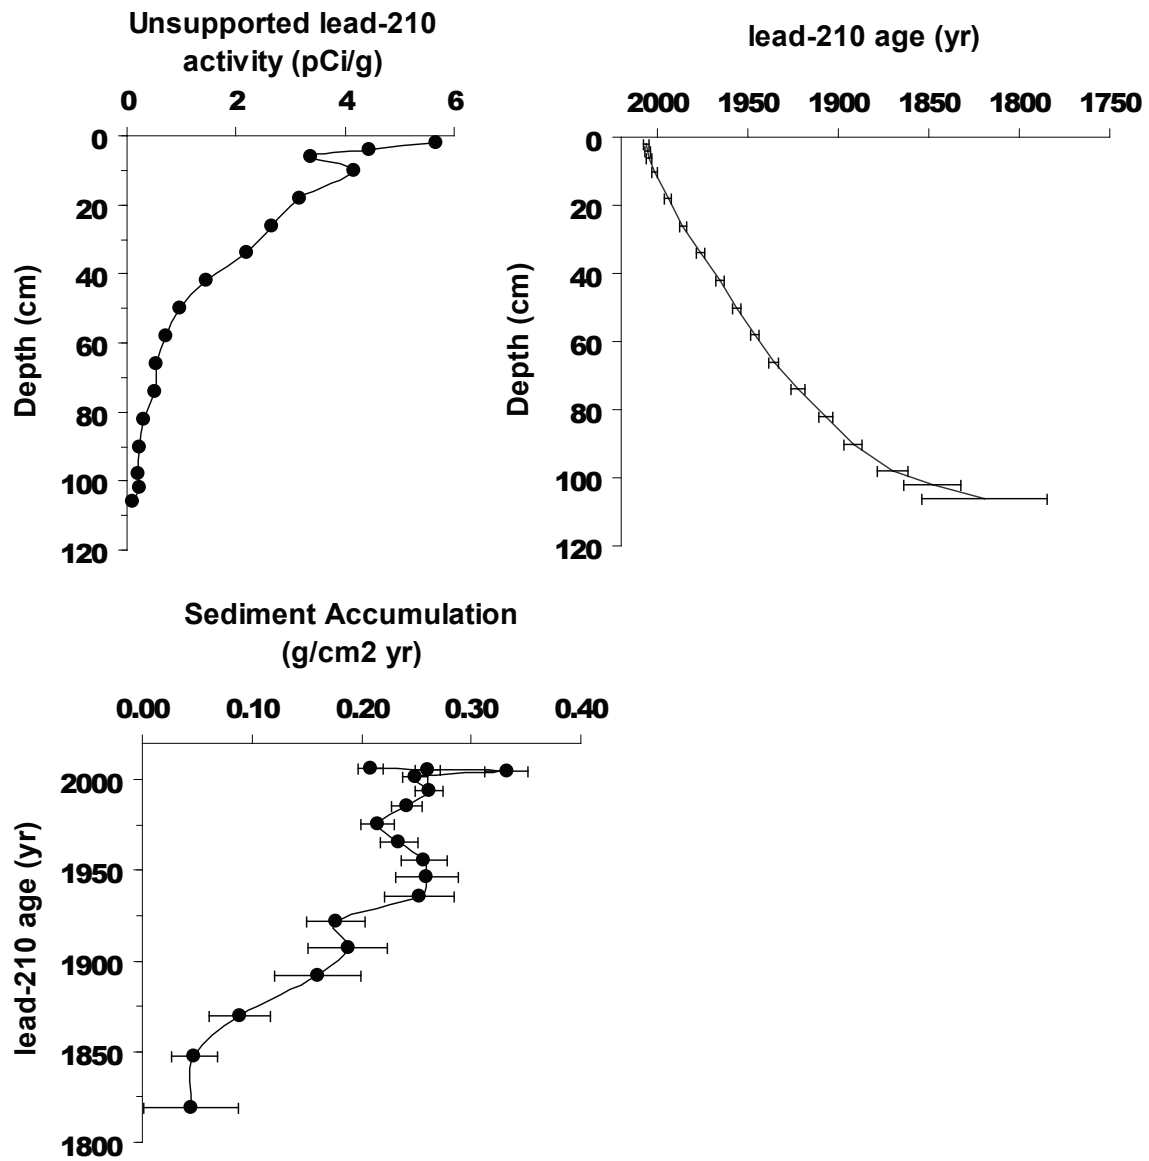 Unsupported lead-210
activity (pCi/g)
0 2 4 6
0
20
40
60
80
100
120
Depth (cm)
lead-210 age (yr)
2000 1950 1900 1850 1800 1750
0
20
40
60
80
100
120
Depth (cm)
Sediment Accumulation
(g/cm2 yr)
0.00 0.10 0.20 0.30 0.40
2000
1950
1900
1850
1800
lead-210 age (yr)